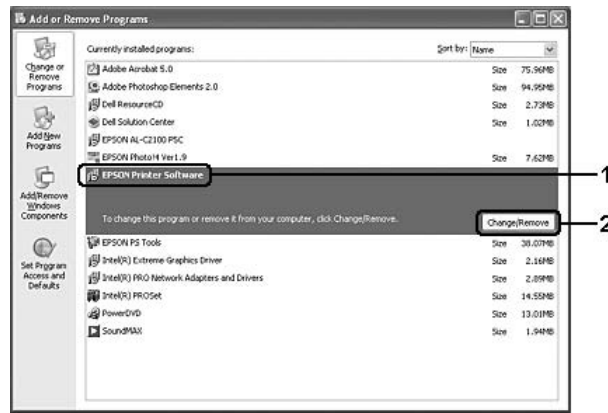 Add or Remove Programs
Change or
Remove
Programs
Add New
Programs
Add/Remove
Windows
Components
Set Program
Access and
Defaults
Currently installed programs:
Sort by: Name
Adobe Acrobat 5.0 Size 75.96MB
Adobe Photoshop Elements 2.0 Size 94.95MB
Dell ResourceCD Size 2.73MB
Dell Solution Center Size 1.02MB
EPSON AL-C2100 PSC
EPSON Photo!4 Ver1.9 Size 7.62MB
EPSON Printer Software 1
To change this program or remove it from your computer, click Change/Remove.
Change/Remove 2
EPSON PS Tools Size 38.07MB
Intel(R) Extreme Graphics Driver Size 2.16MB
Intel(R) PRO Network Adapters and Drivers Size 2.89MB
Intel(R) PROSet Size 14.55MB
PowerDVD Size 13.01MB
SoundMAX Size 1.94MB